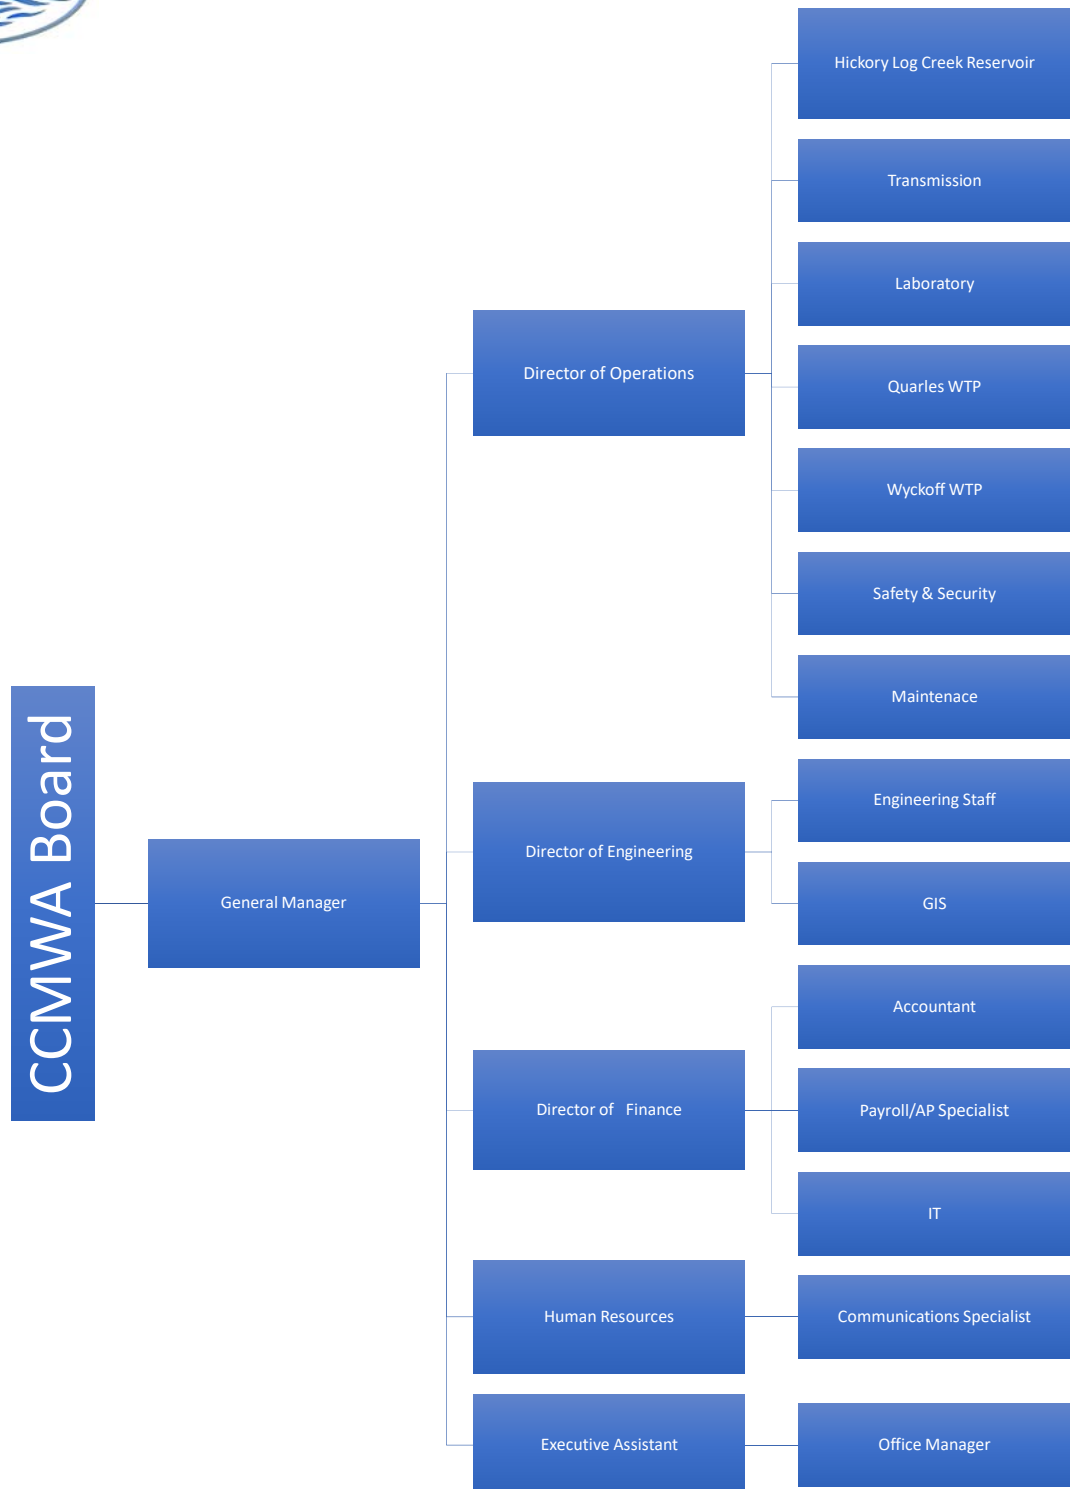 CCMWA Board
General Manager
Director of Operations
Hickory Log Creek Reservoir
Transmission
Laboratory
Quarles WTP
Wyckoff WTP
Safety & Security
Maintenace
Director of Engineering
Engineering Staff
GIS
Director of Finance
Accountant
Payroll/AP Specialist
IT
Human Resources
Communications Specialist
Executive Assistant
Office Manager